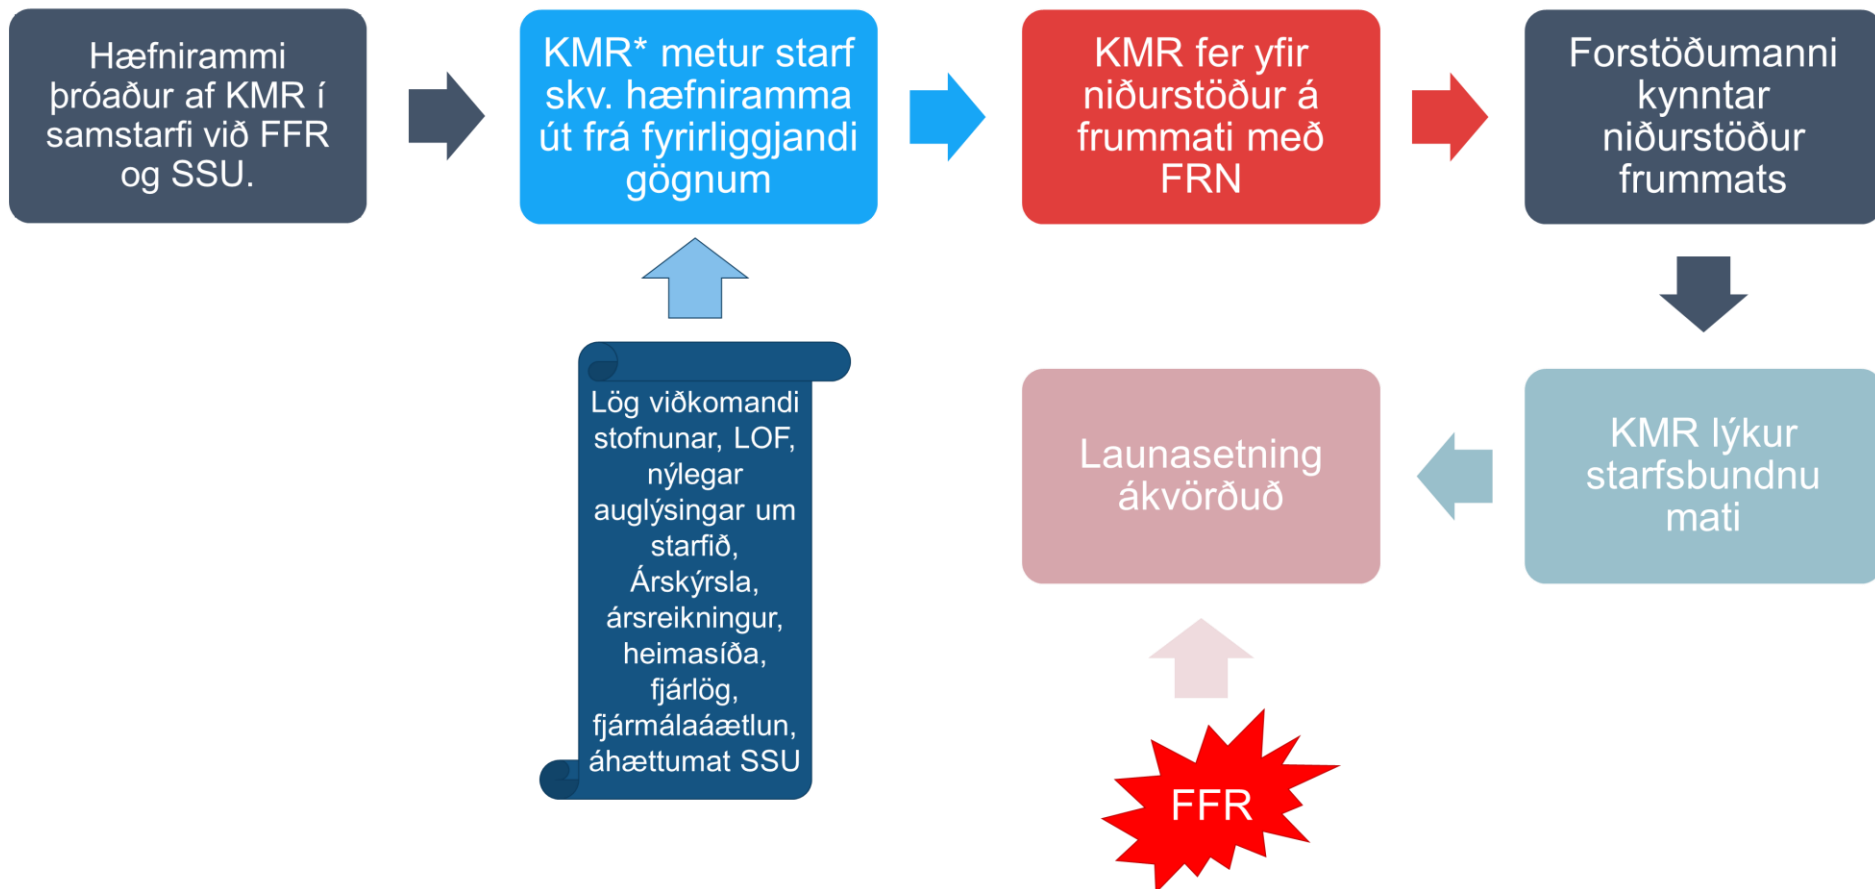 Hæfnirammi
þróaður af KMR í
samstarfi við FFR
og SSU.
KMR* metur starf
skv. hæfniramma
út frá fyrirliggjandi
gögnum
KMR fer yfir
niðurstöður á
frummati með
FRN
Forstöðumanni
kynntar
niðurstöður
frummats
Lög viðkomandi
stofnunar, LOF,
nýlegar
auglýsingar um
starfið,
Árskýrsla,
ársreikningur,
heimasíða,
fjárlög,
fjármálaáætlun,
áhættumat SSU
KMR lýkur
starfsbundnu
mati
Launasetning
ákvörðuð
FFR